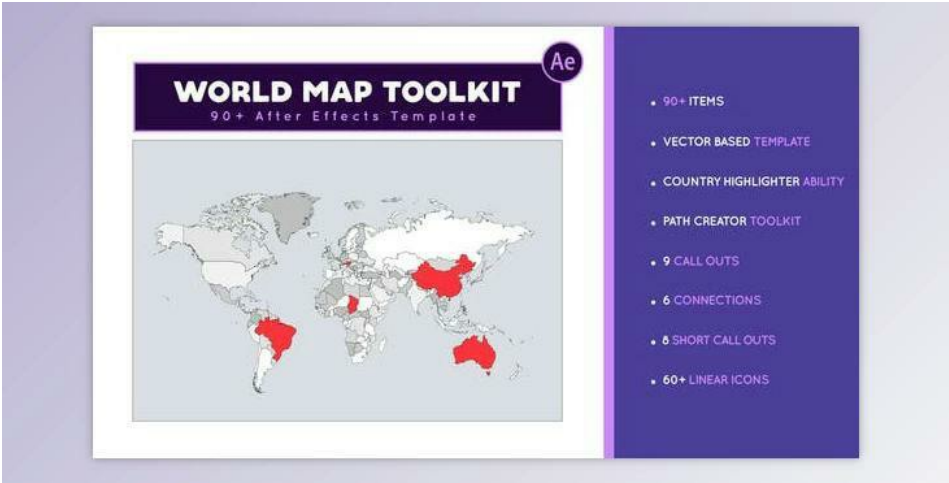 Ae
WORLD MAP TOOLKIT
90+ After Effects Template
90+ ITEMS
VECTOR BASED TEMPLATE
COUNTRY HIGHLIGHTER ABILITY
PATH CREATOR TOOLKIT
9 CALL OUTS
6 CONNECTIONS
8 SHORT CALL OUTS
60+ LINEAR ICONS